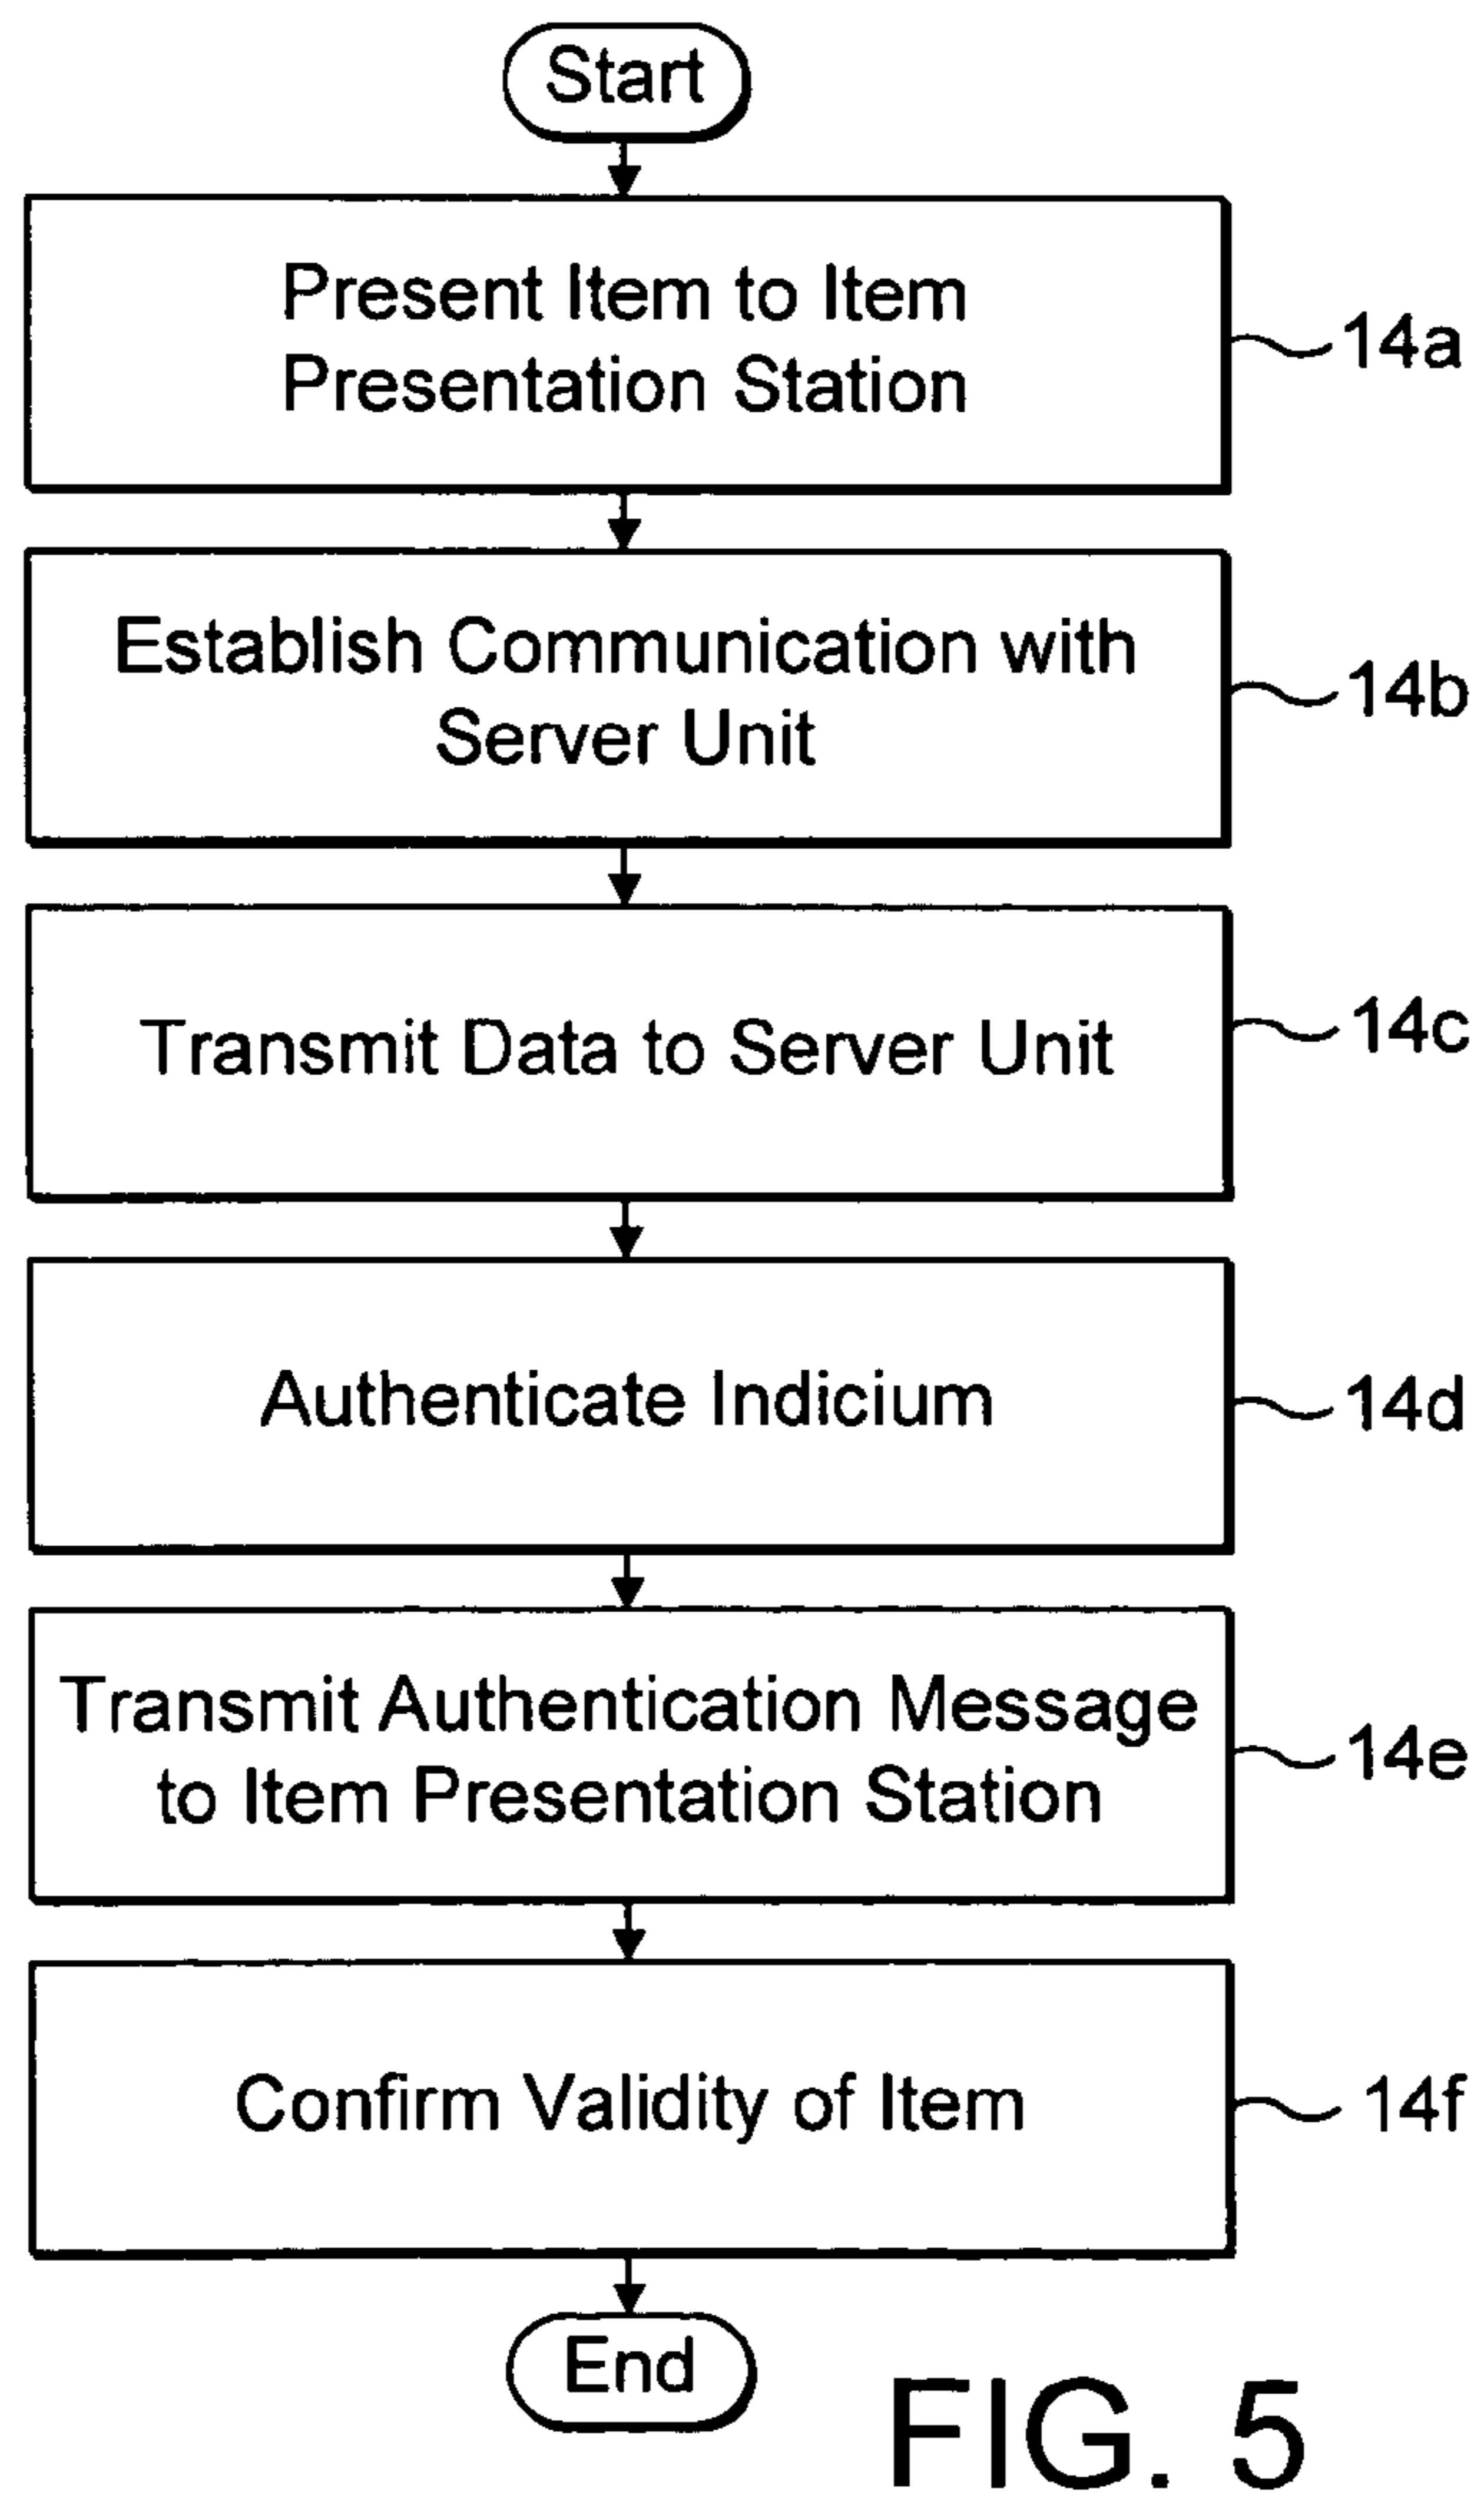 Start
Present Item to Item
Presentation Station
14a
Establish Communication with
Server Unit
14b
Transmit Data to Server Unit
14c
Authenticate Indicium
14d
Transmit Authentication Message
to Item Presentation Station
14e
Confirm Validity of Item
14f
End
FIG. 5